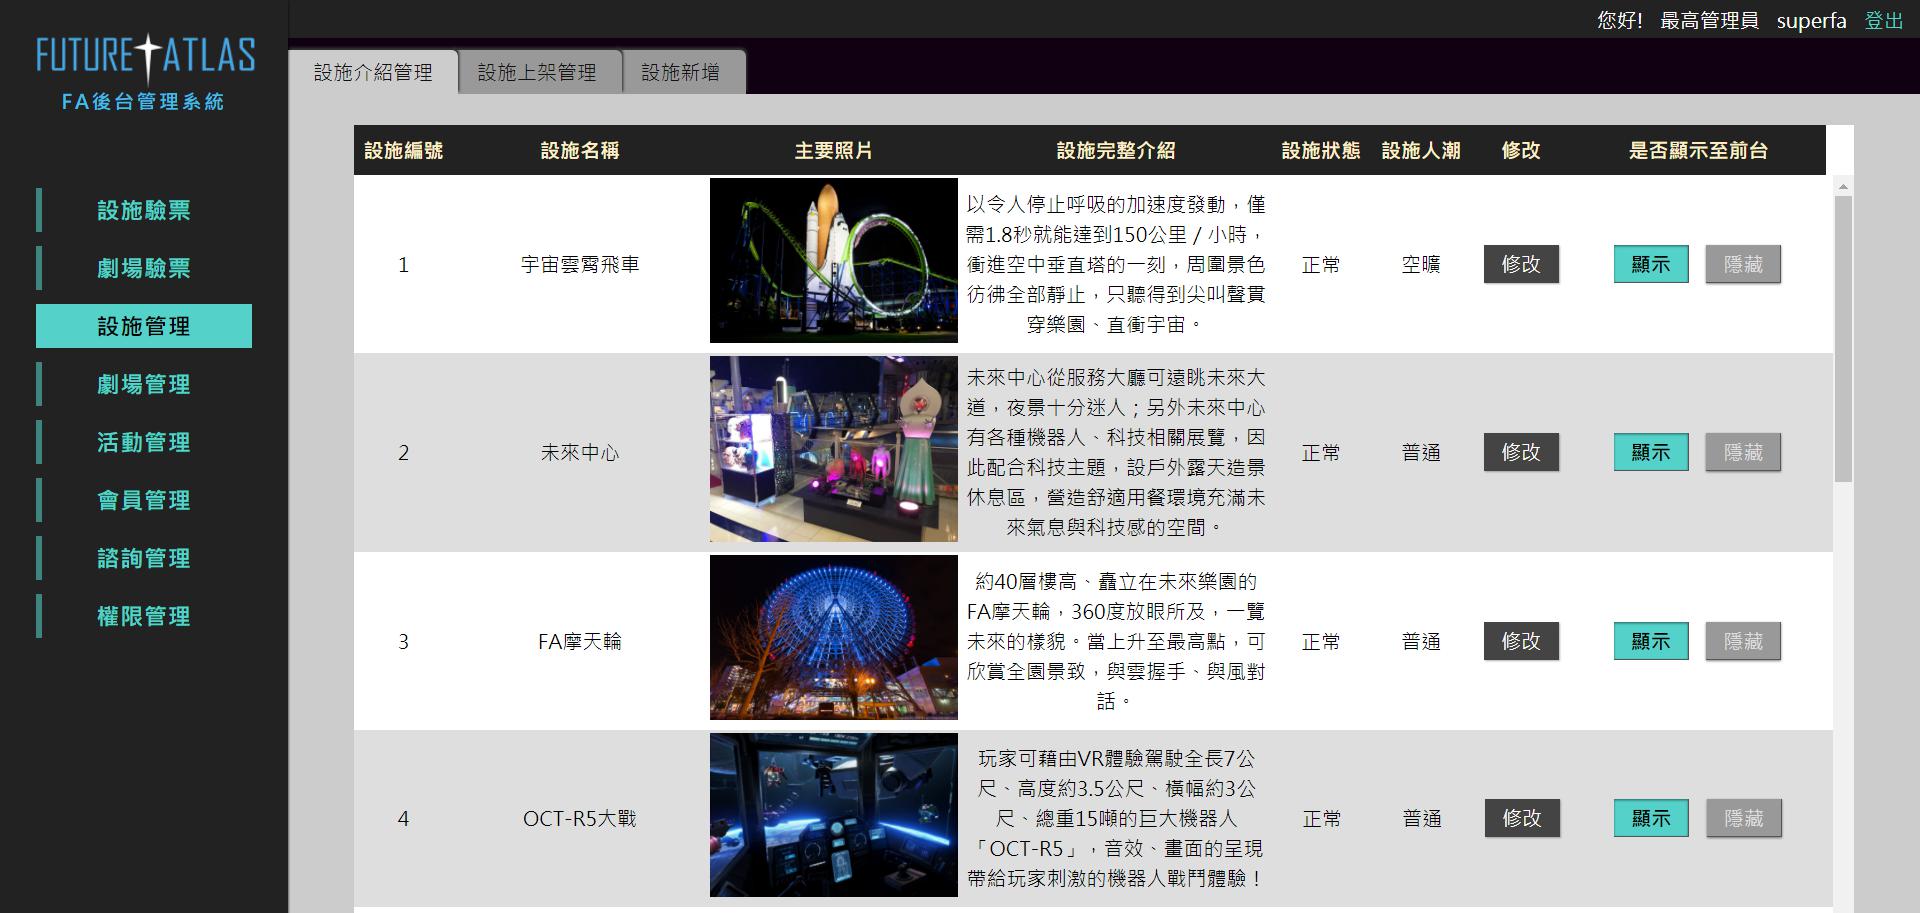 您好! 最高管理員 superfa 登出
FUTURE ATLAS
FA後台管理系統
設施介紹管理 設施上架管理 設施新增
設施驗票
劇場驗票
設施管理
劇場管理
活動管理
會員管理
諮詢管理
權限管理
設施編號 設施名稱 主要照片 設施完整介紹 設施狀態 設施人潮 修改 是否顯示至前台
1 宇宙雲霄飛車
以令人停止呼吸的加速度發動，僅
需1.8秒就能達到150公里 / 小時，
衝進空中垂直塔的一刻，周圍景色
彷彿全部靜止，只聽得到尖叫聲貫
穿樂園、直衝宇宙。
正常 空曠 修改 顯示 隱藏
2 未來中心
未來中心從服務大廳可遠眺未來大
道，夜景十分迷人；另外未來中心
有各種機器人、科技相關展覽，因
此配合科技主題，設戶外露天造景
休息區，營造舒適用餐環境充滿未
來氣息與科技感的空間。
正常 普通 修改 顯示 隱藏
3 FA摩天輪
約40層樓高、矗立在未來樂園的
FA摩天輪，360度放眼所及，一覽
未來的樣貌。當上升至最高點，可
欣賞全園景致，與雲握手、與風對
話。
正常 普通 修改 顯示 隱藏
4 OCT-R5大戰
玩家可藉由VR體驗駕駛全長7公
尺、高度約3.5公尺、橫幅約3公
尺、總重15噸的巨大機器人
「OCT-R5」，音效、畫面的呈現
帶給玩家刺激的機器人戰鬥體驗！
正常 普通 修改 顯示 隱藏